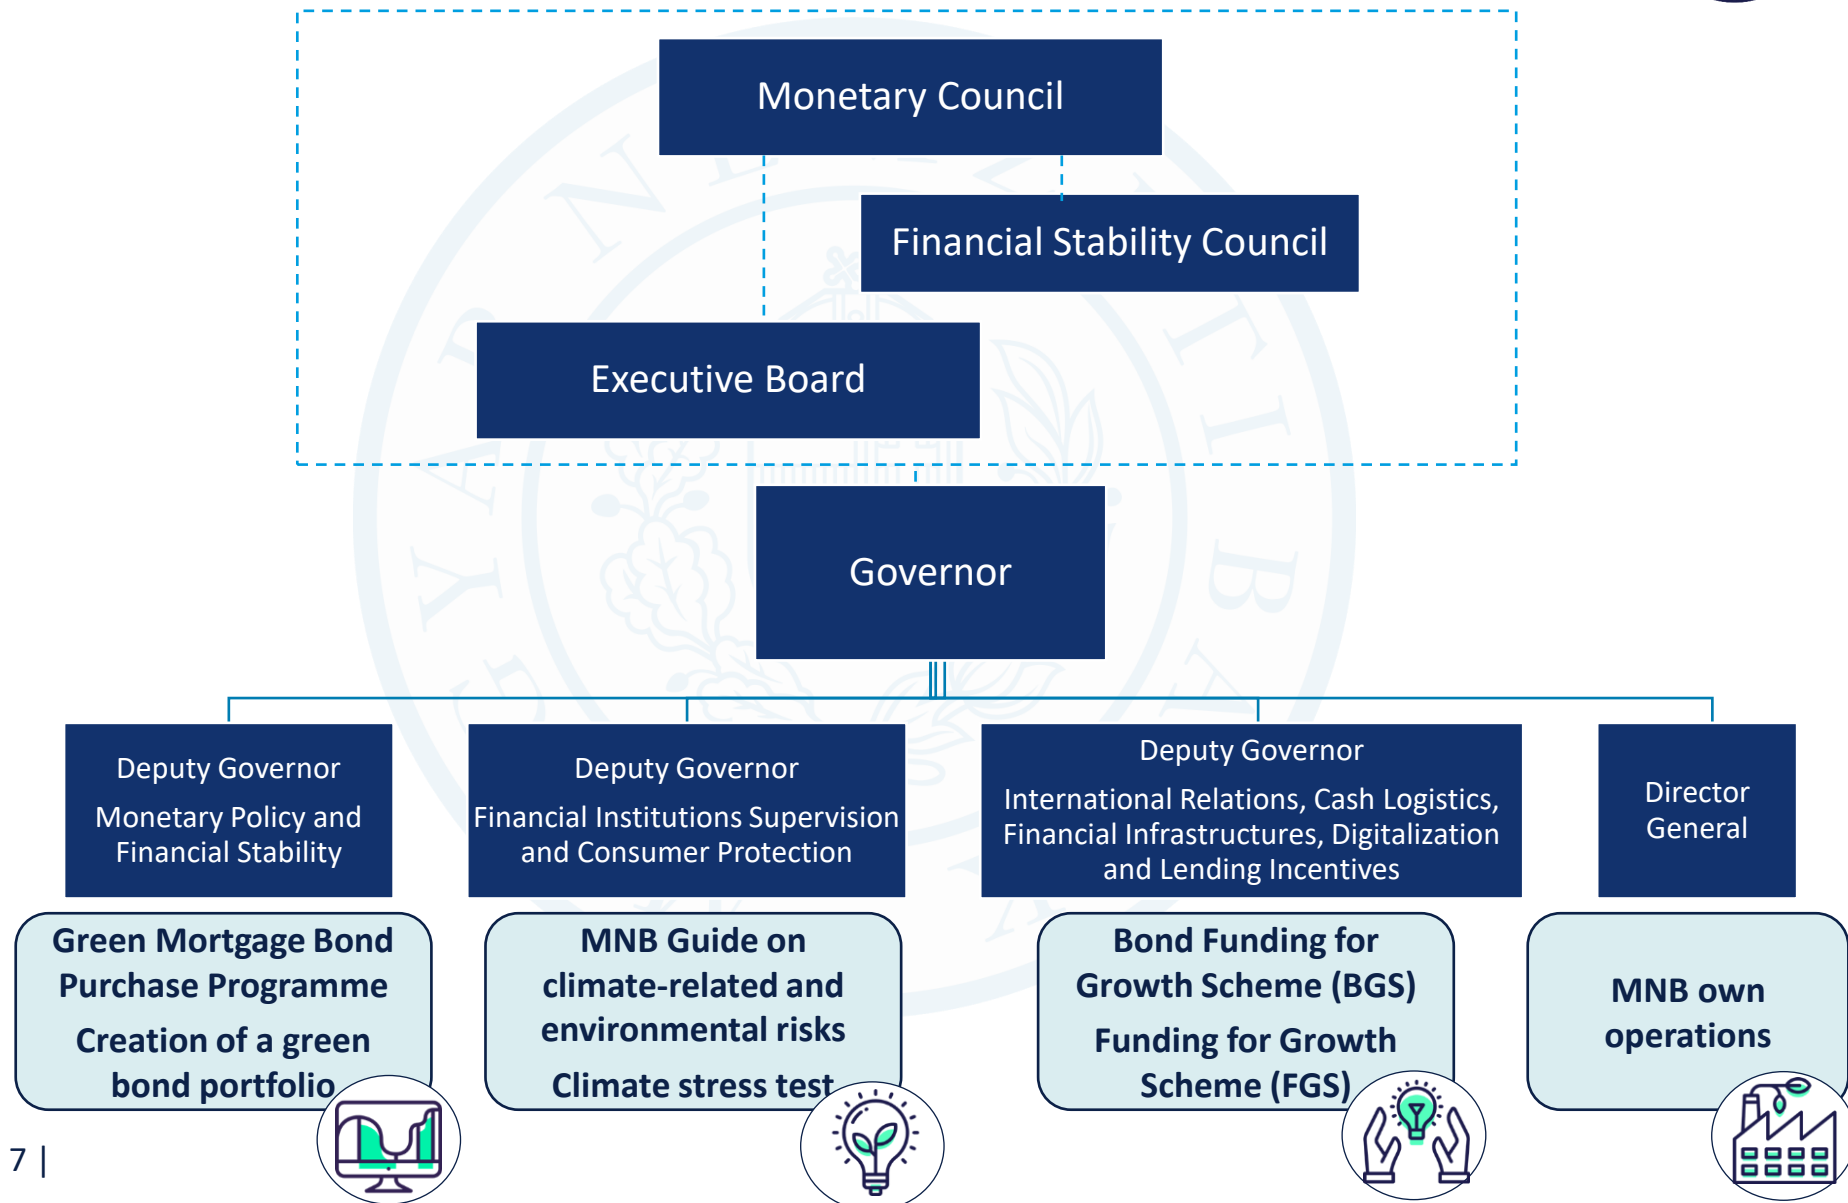 Monetary Council
Financial Stability Council
Executive Board
Governor
Deputy Governor
Monetary Policy and
Financial Stability
Deputy Governor
Financial Institutions Supervision
and Consumer Protection
Deputy Governor
International Relations, Cash Logistics,
Financial Infrastructures, Digitalization
and Lending Incentives
Director
General
Green Mortgage Bond
Purchase Programme
Creation of a green
bond portfolio
MNB Guide on
climate-related and
environmental risks
Climate stress test
Bond Funding for
Growth Scheme (BGS)
Funding for Growth
Scheme (FGS)
MNB own
operations
7 |